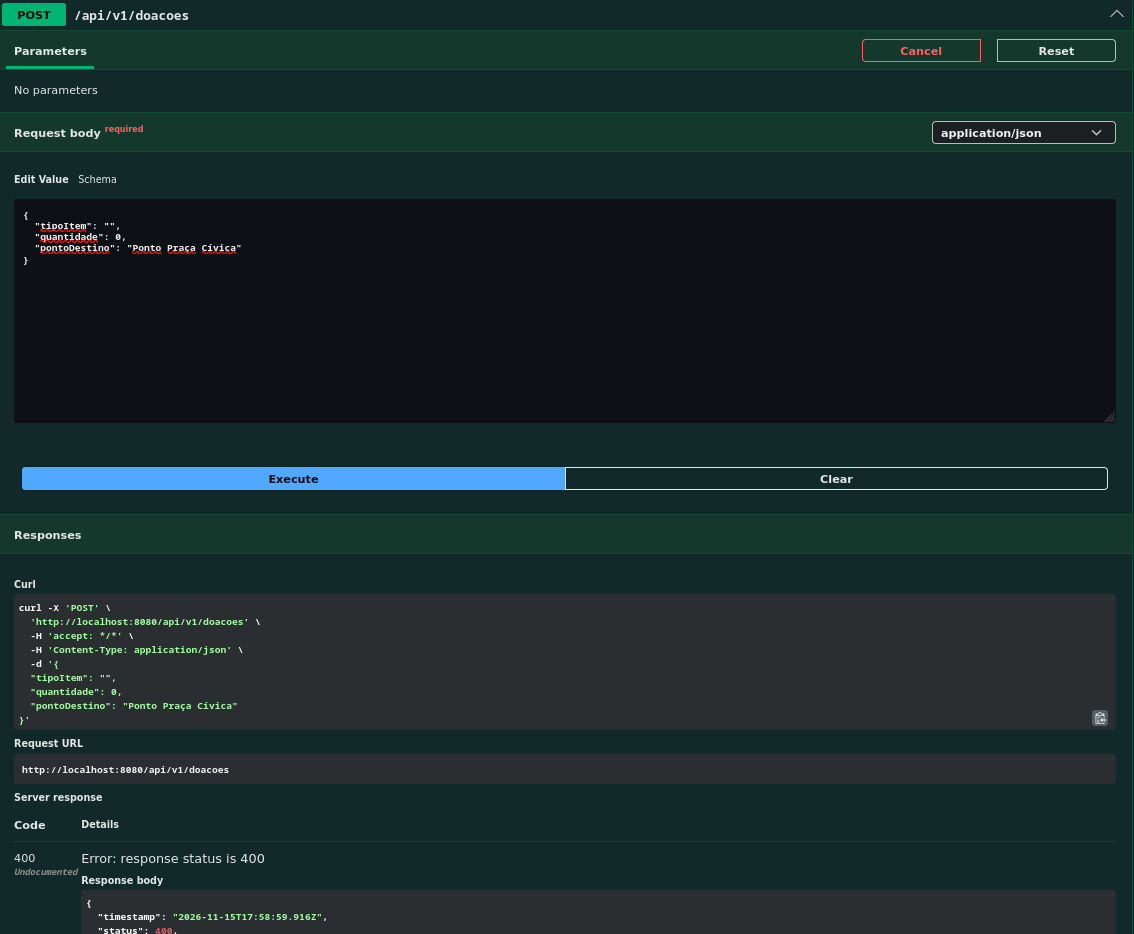 POST /api/v1/doacoes
Parameters
Cancel
Reset
No parameters
Request body required
application/json
Edit Value Schema
{
"tipoItem": "",
"quantidade": 0,
"pontoDestino": "Ponto Praça Cívica"
}
Execute
Clear
Responses
Curl
curl -X 'POST' \
'http://localhost:8080/api/v1/doacoes' \
-H 'accept: */*' \
-H 'Content-Type: application/json' \
-d '{
"tipoItem": "",
"quantidade": 0,
"pontoDestino": "Ponto Praça Cívica"
}'
Request URL
http://localhost:8080/api/v1/doacoes
Server response
Code Details
400 Error: response status is 400
Undocumented
Response body
{
"timestamp": "2026-11-15T17:58:59.916Z",
"status": 400,